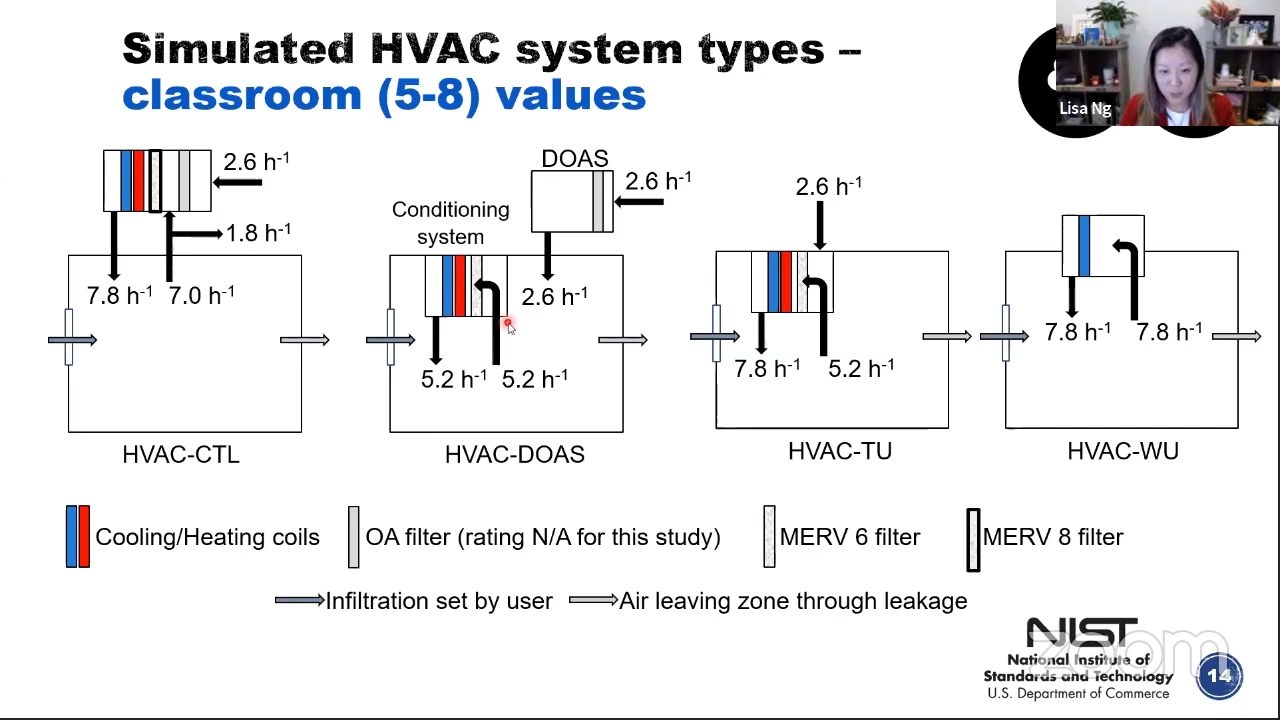 Simulated HVAC system types –
classroom (5-8) values
Lisa Ng
2.6 h-1
1.8 h-1
7.8 h-1
7.0 h-1
HVAC-CTL
DOAS
2.6 h-1
Conditioning
system
2.6 h-1
5.2 h-1
5.2 h-1
HVAC-DOAS
2.6 h-1
7.8 h-1
5.2 h-1
HVAC-TU
7.8 h-1
7.8 h-1
HVAC-WU
Cooling/Heating coils
OA filter (rating N/A for this study)
MERV 6 filter
MERV 8 filter
Infiltration set by user
Air leaving zone through leakage
NIST
National Institute of
Standards and Technology
U.S. Department of Commerce
zoom
14